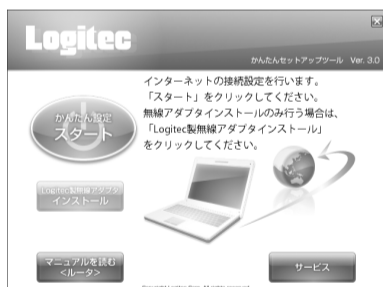 Logitec
かんたんセットアップツール Ver. 3.0
インターネットの接続設定を行います。
「スタート」をクリックしてください。
無線アダプタインストールのみ行う場合は、
「Logitec製無線アダプタインストール」
をクリックしてください。
かんたん設定
スタート
Logitec製無線アダプタ
インストール
マニュアルを読む
<ルータ>
サービス